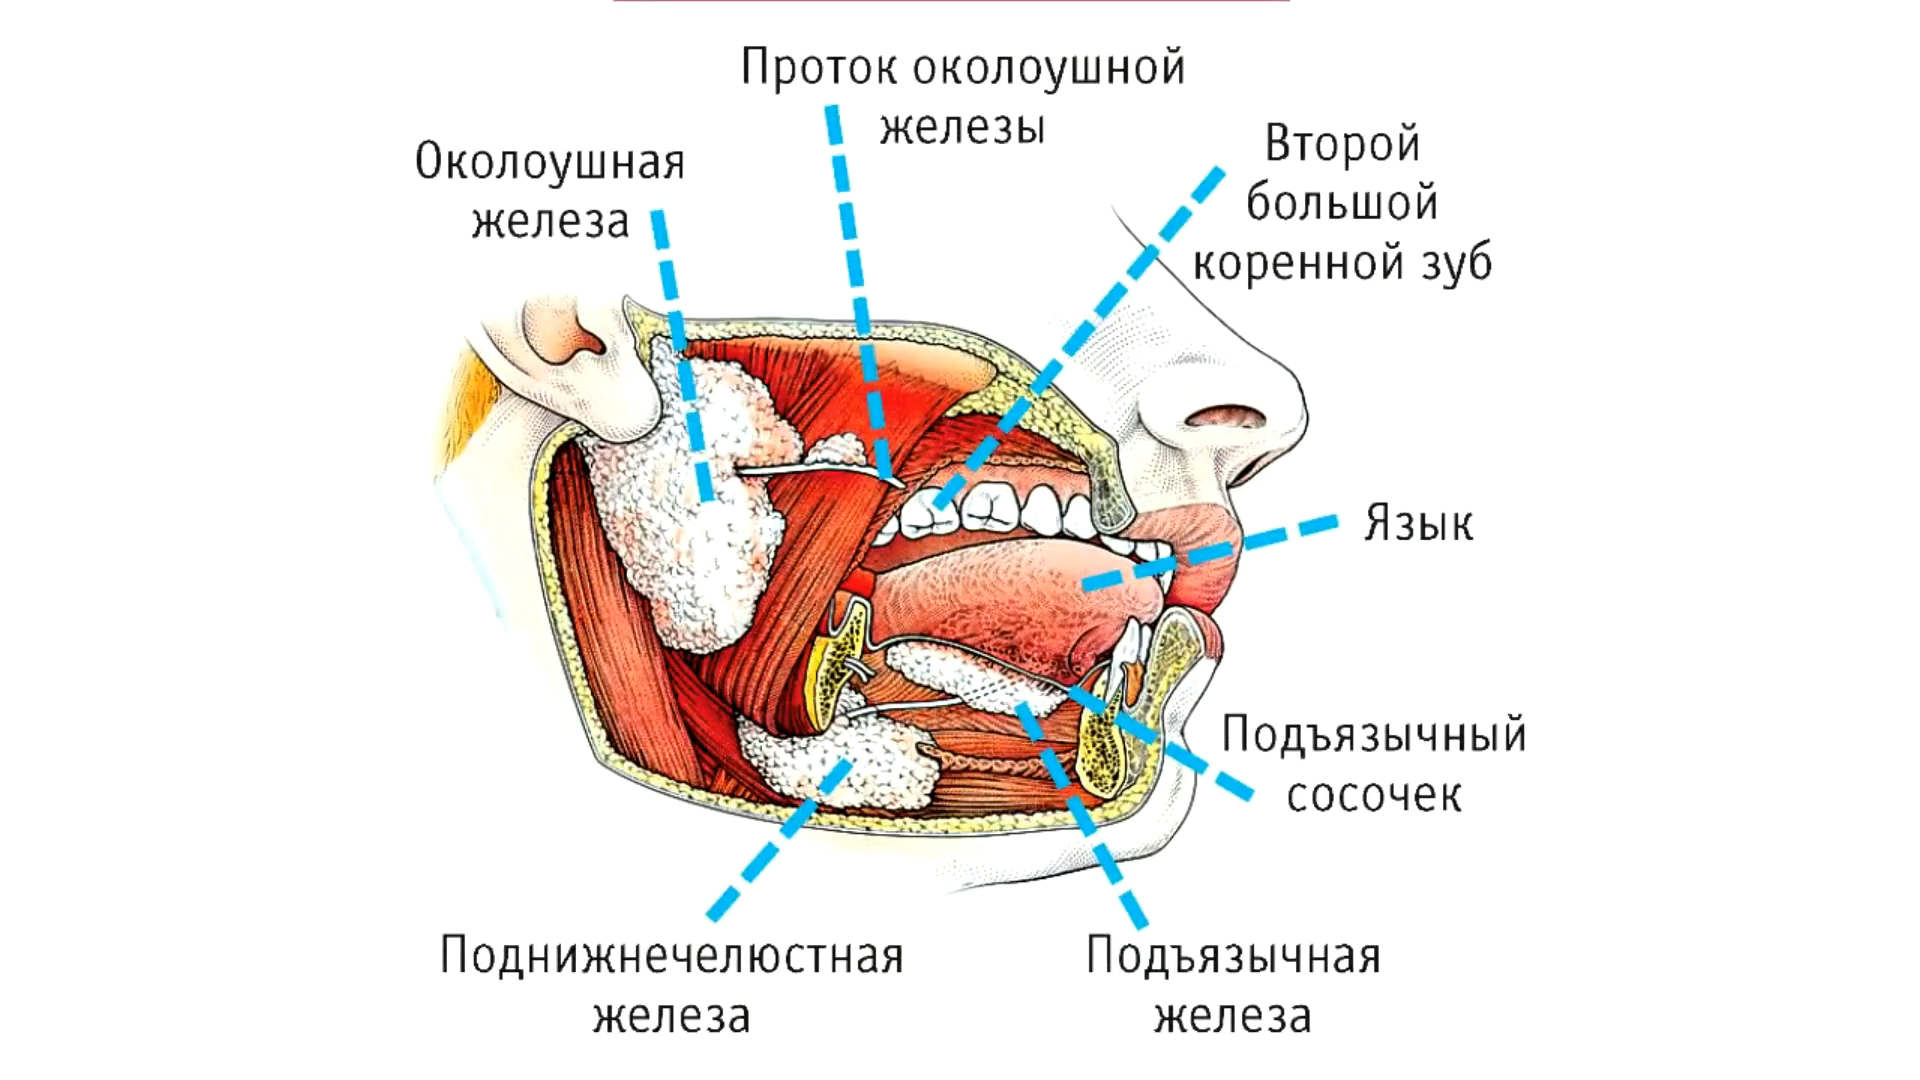 Проток околоушной
железы
Околоушная
железа
Второй
большой
коренной зуб
Язык
Подъязычный
сосочек
Поднижнечелюстная
железа
Подъязычная
железа